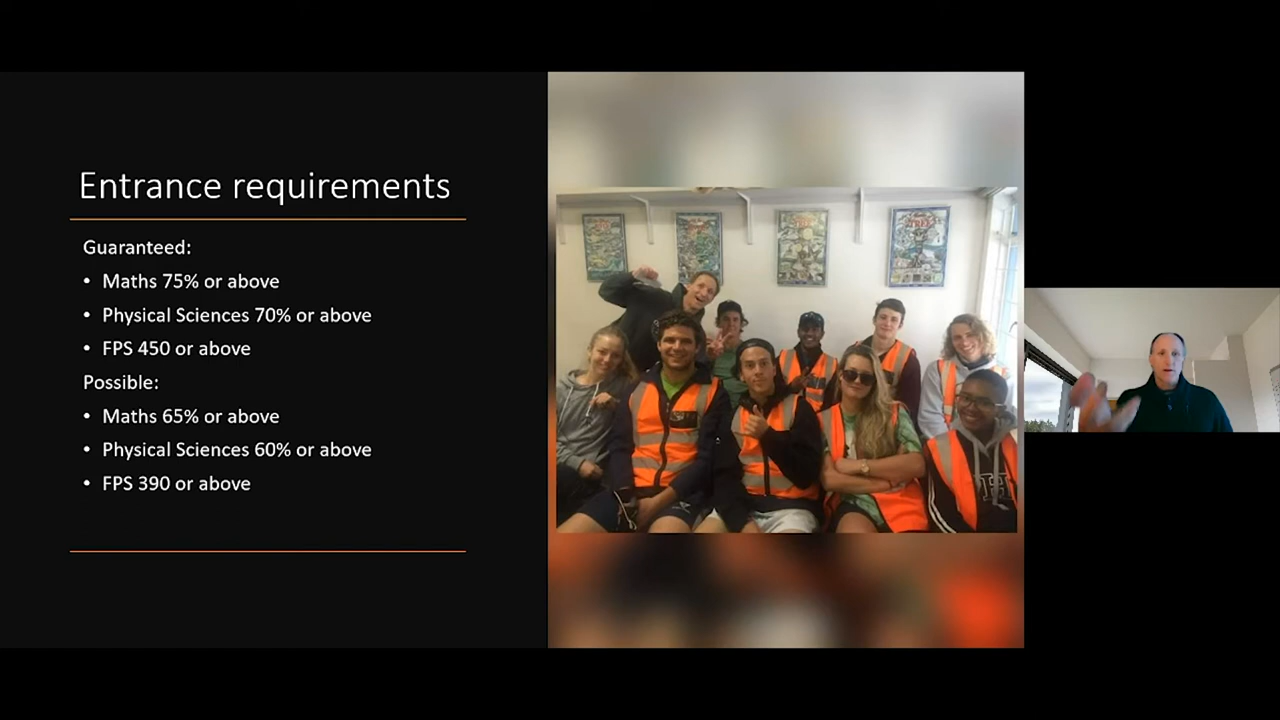 Entrance requirements
Guaranteed:
• Maths 75% or above
• Physical Sciences 70% or above
• FPS 450 or above
Possible:
• Maths 65% or above
• Physical Sciences 60% or above
• FPS 390 or above